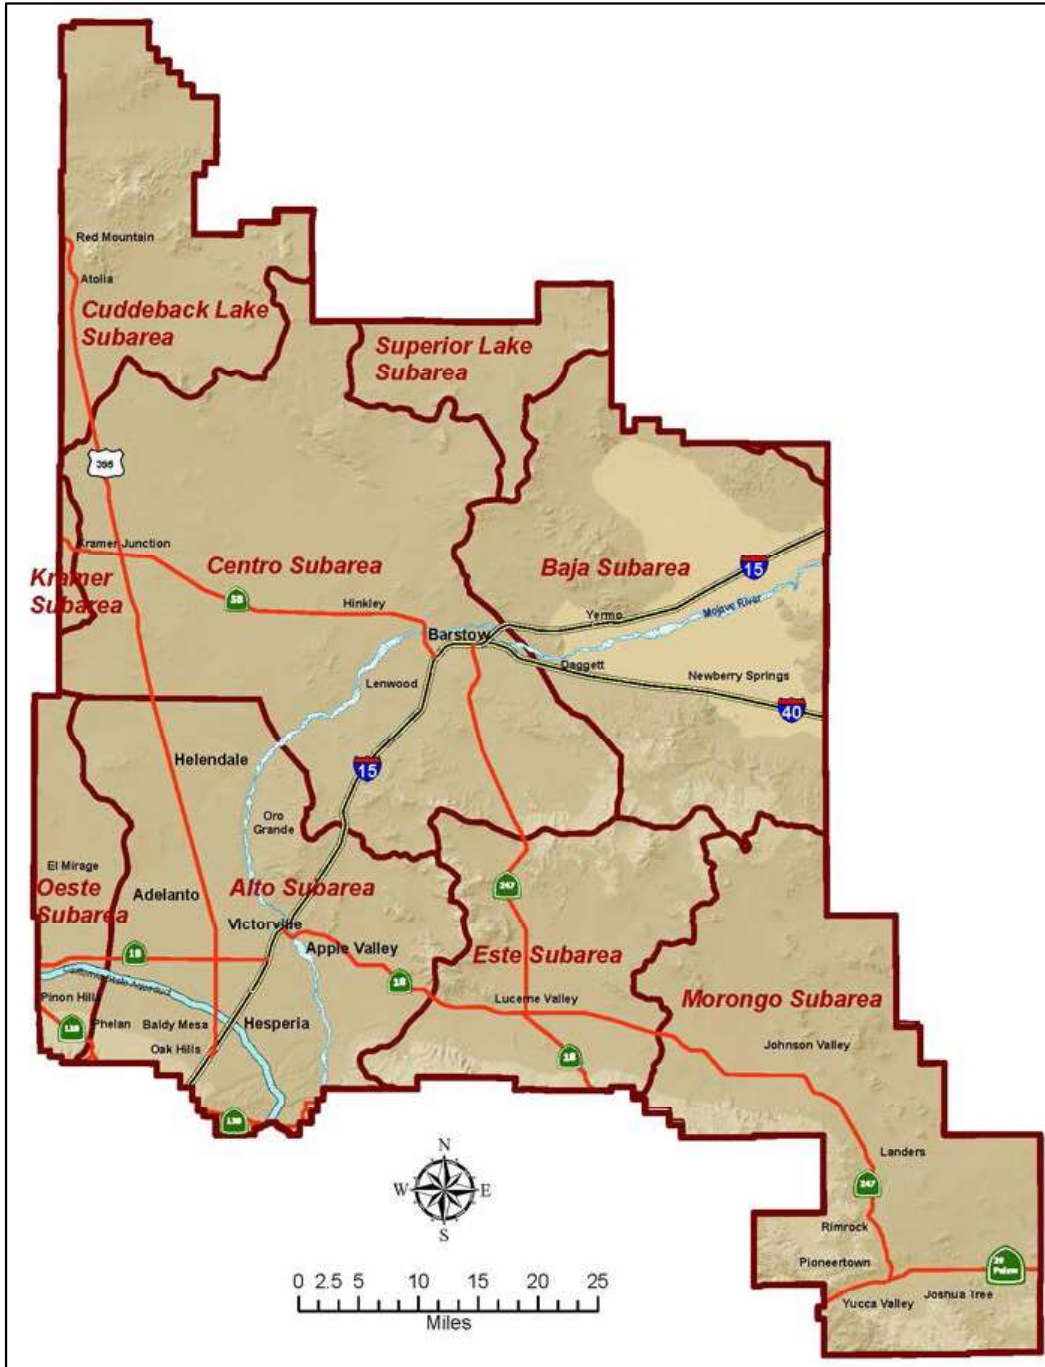 Red Mountain
Atolia
Cuddeback Lake
Subarea
Superior Lake
Subarea
395
Kramer Junction
Kramer
Subarea
Centro Subarea
Baja Subarea
15
58
Hinkley
Yermo
Mojave River
Barstow
Daggett
Lenwood
Newberry Springs
40
Helendale
15
Oro
Grande
El Mirage
Oeste
Subarea
Adelanto
Alto Subarea
247
Victorville
Apple Valley
Este Subarea
18
18
Lucerne Valley
Morongo Subarea
Pinon Hill
Phelan
Baldy Mesa
Hesperia
Oak Hills
18
Johnson Valley
N
W
E
S
Landers
247
Rimrock
Pioneertown
29
Palms
Yucca Valley
Joshua Tree
0 2.5 5 10 15 20 25
Miles